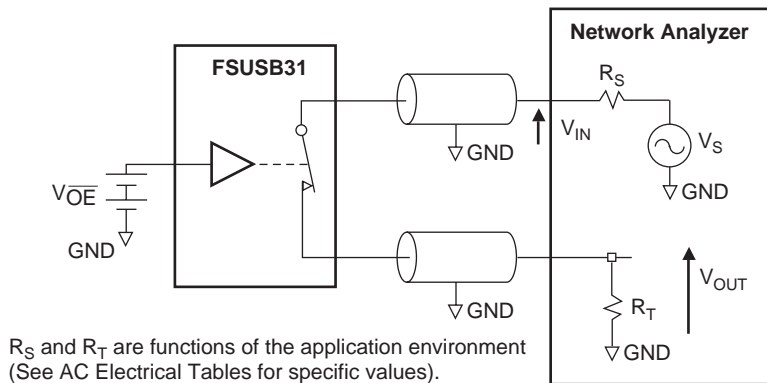 Network Analyzer
FSUSB31
R_S
V_IN
V_S
GND
GND
V_OE̅
GND
V_OUT
GND
R_T
GND
R_S and R_T are functions of the application environment
(See AC Electrical Tables for specific values).